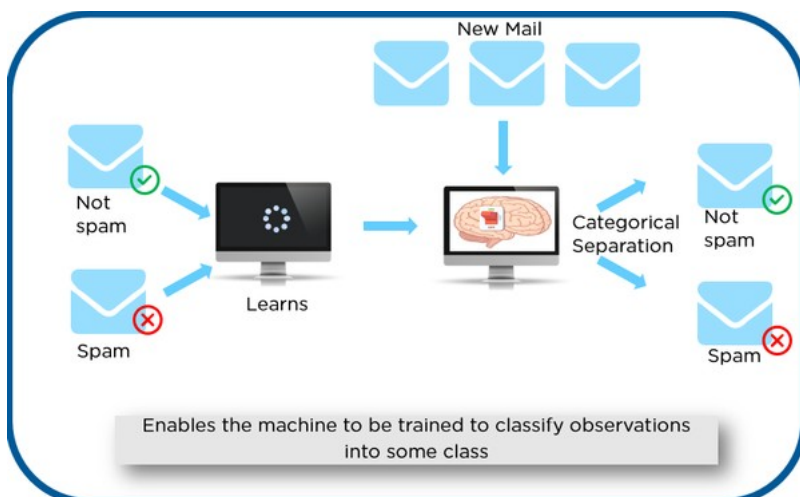 New Mail
Not
spam
Spam
Learns
Categorical
Separation
Not
spam
Spam
Enables the machine to be trained to classify observations
into some class